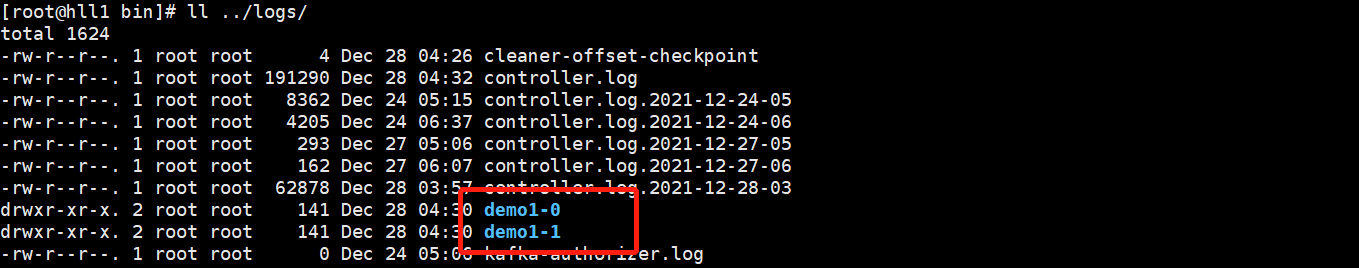 [root@hll1 bin]# ll ../logs/
total 1624
-rw-r--r--. 1 root root      4 Dec 28 04:26 cleaner-offset-checkpoint
-rw-r--r--. 1 root root 191290 Dec 28 04:32 controller.log
-rw-r--r--. 1 root root   8362 Dec 24 05:15 controller.log.2021-12-24-05
-rw-r--r--. 1 root root   4205 Dec 24 06:37 controller.log.2021-12-24-06
-rw-r--r--. 1 root root    293 Dec 27 05:06 controller.log.2021-12-27-05
-rw-r--r--. 1 root root    162 Dec 27 06:07 controller.log.2021-12-27-06
-rw-r--r--. 1 root root  62878 Dec 28 03:57 controller.log.2021-12-28-03
drwxr-xr-x. 2 root root    141 Dec 28 04:30 demo1-0
drwxr-xr-x. 2 root root    141 Dec 28 04:30 demo1-1
-rw-r--r--. 1 root root      0 Dec 24 05:06 kafka-authorizer.log